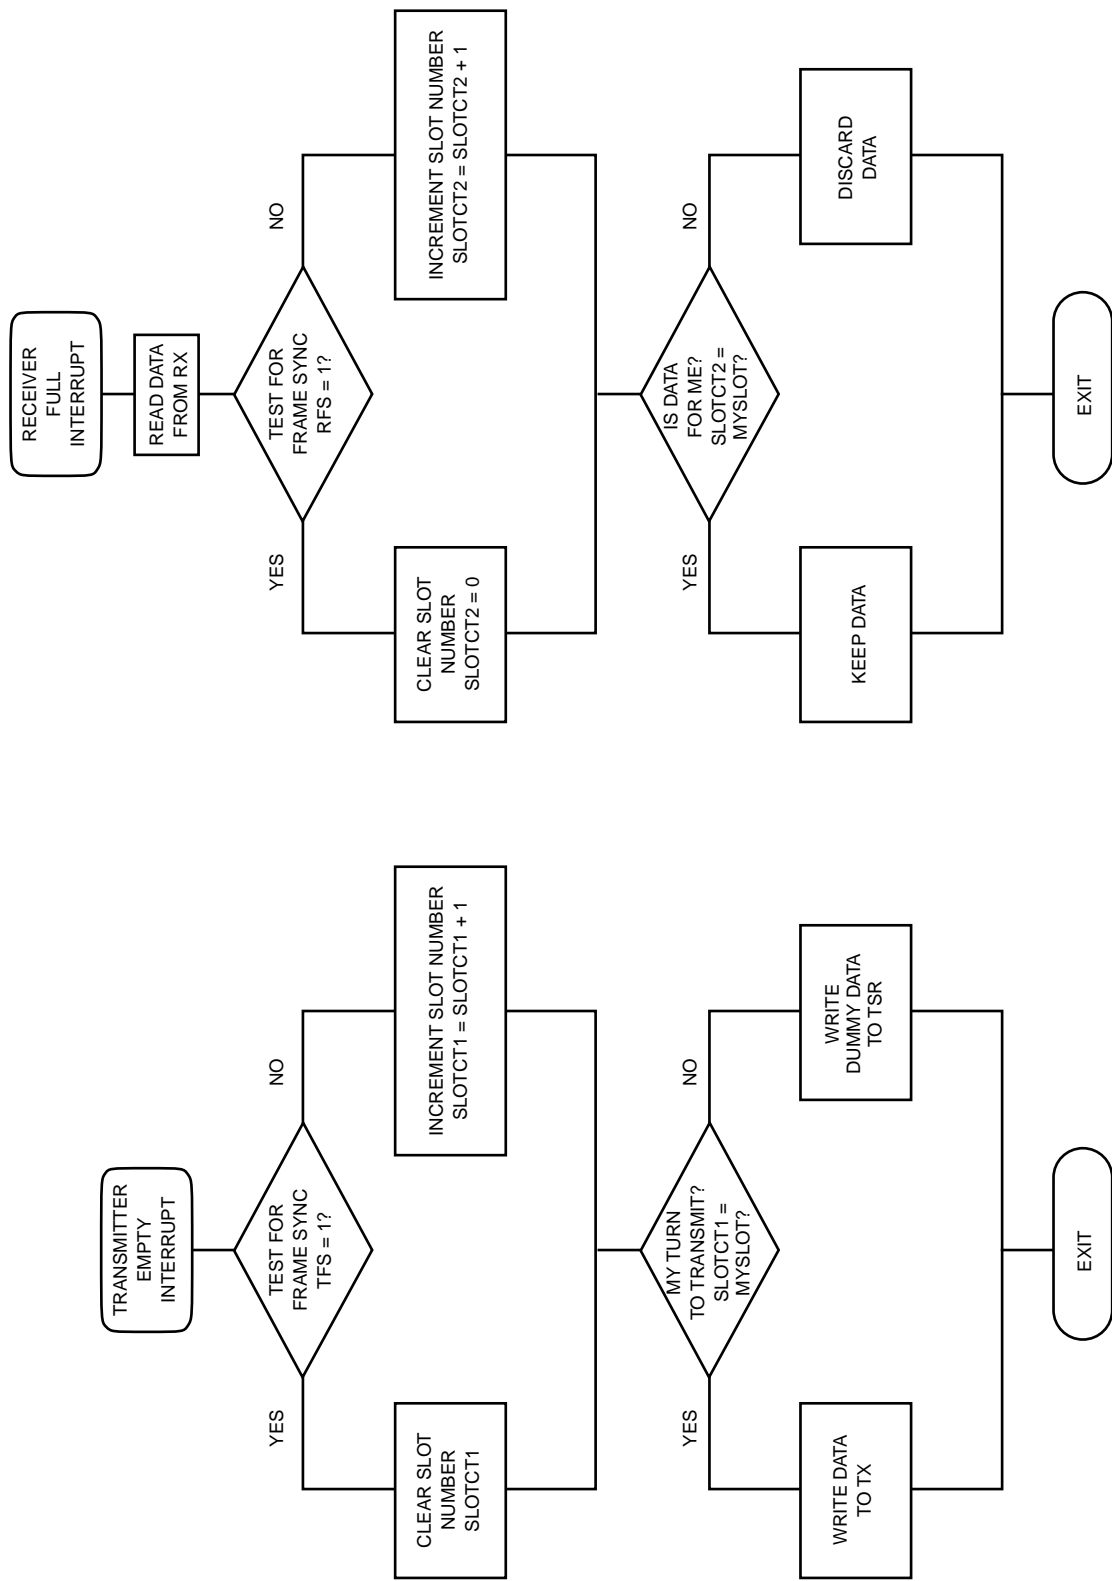 TRANSMITTER
EMPTY
INTERRUPT
TEST FOR
FRAME SYNC
TFS = 1?
YES
NO
CLEAR SLOT
NUMBER
SLOTCT1
INCREMENT SLOT NUMBER
SLOTCT1 = SLOTCT1 + 1
MY TURN
TO TRANSMIT?
SLOTCT1 =
MYSLOT?
YES
NO
WRITE DATA
TO TX
WRITE
DUMMY DATA
TO TSR
EXIT
RECEIVER
FULL
INTERRUPT
READ DATA
FROM RX
TEST FOR
FRAME SYNC
RFS = 1?
YES
NO
CLEAR SLOT
NUMBER
SLOTCT2 = 0
INCREMENT SLOT NUMBER
SLOTCT2 = SLOTCT2 + 1
IS DATA
FOR ME?
SLOTCT2 =
MYSLOT?
YES
NO
KEEP DATA
DISCARD
DATA
EXIT